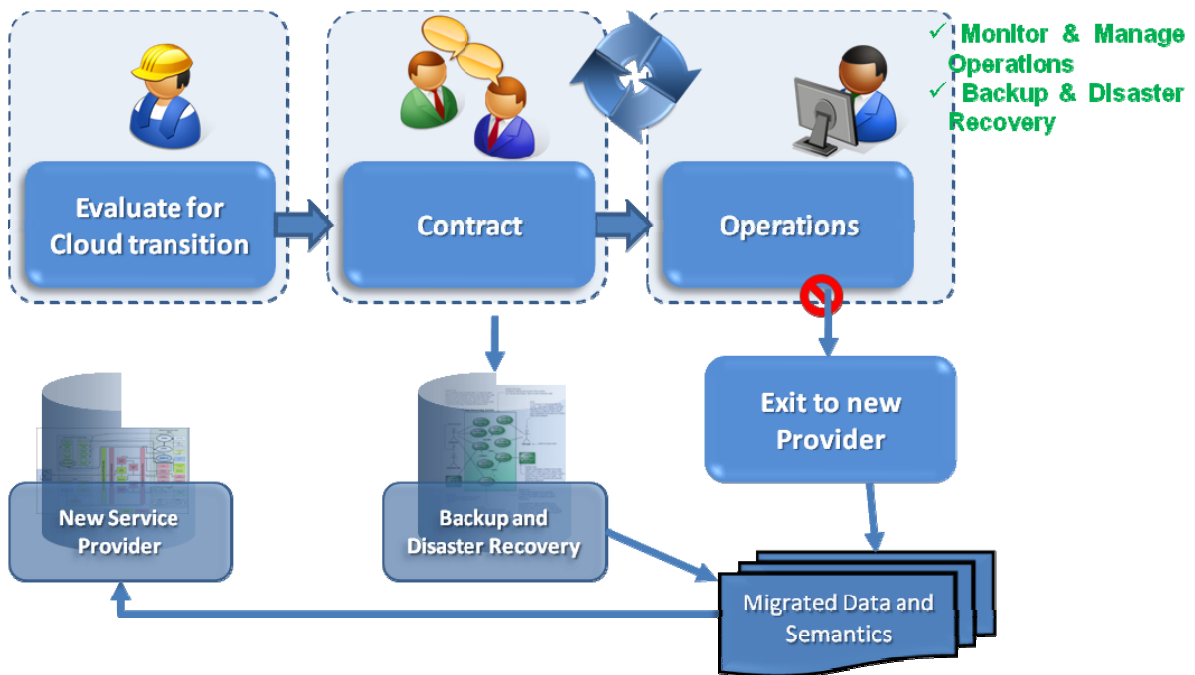 ✓ Monitor & Manage
Operations
✓ Backup & Disaster
Recovery
Evaluate for
Cloud transition
Contract
Operations
Exit to new
Provider
New Service
Provider
Backup and
Disaster Recovery
Migrated Data and
Semantics